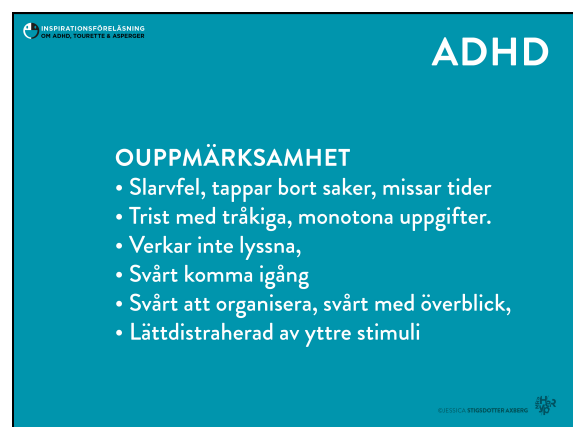 INSPIRATIONSFÖRELÄSNING
OM ADHD, TOURETTE & ASPERGER
ADHD
OUPPMÄRKSAMHET
• Slarvfel, tappar bort saker, missar tider
• Trist med tråkiga, monotona uppgifter.
• Verkar inte lyssna,
• Svårt komma igång
• Svårt att organisera, svårt med överblick,
• Lättdistraherad av yttre stimuli
©JESSICA STIGSDOTTER AXBERG